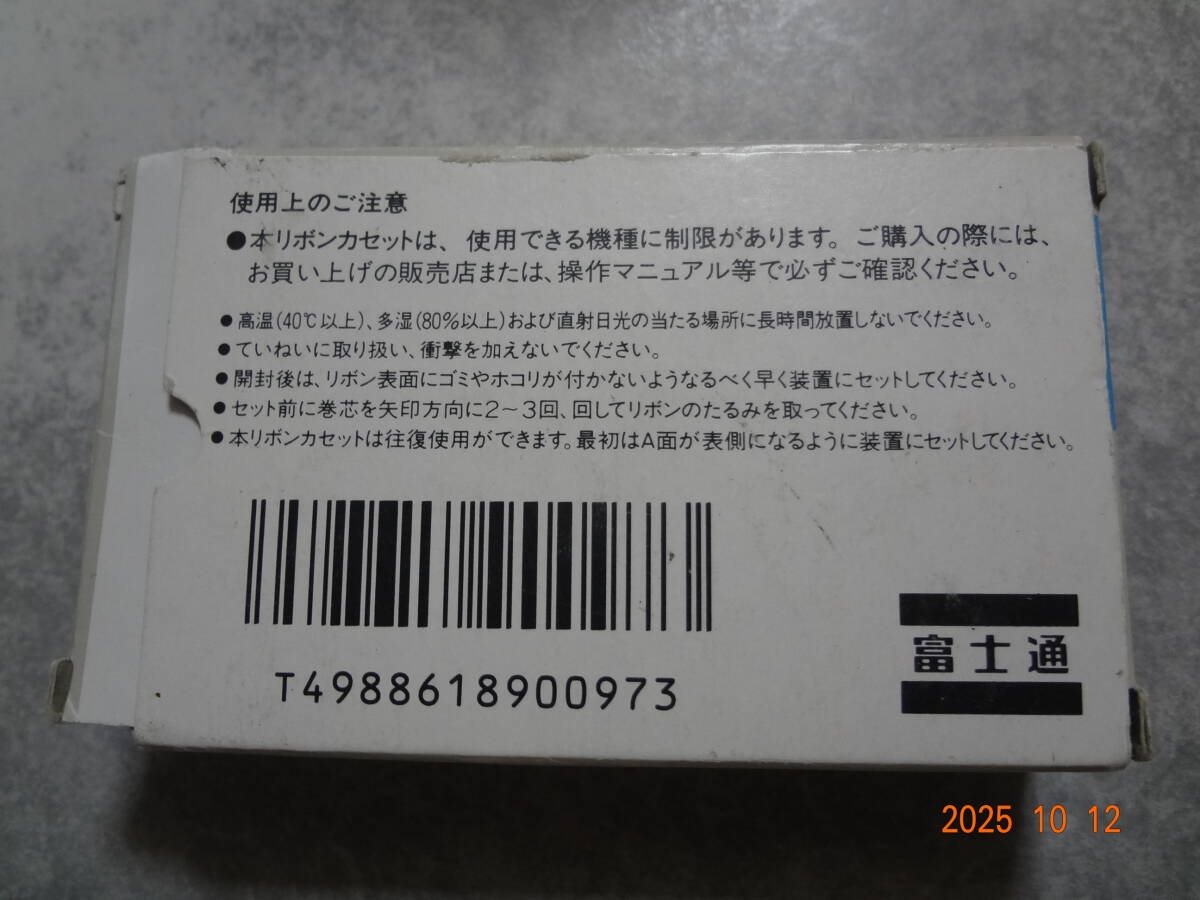 使用上のご注意
●本リボンカセットは、使用できる機種に制限があります。ご購入の際には、
お買い上げの販売店または、操作マニュアル等で必ずご確認ください。
●高温(40℃以上)、多湿(80%以上)および直射日光の当たる場所に長時間放置しないでください。
●ていねいに取り扱い、衝撃を加えないでください。
●開封後は、リボン表面にゴミやホコリが付かないようなるべく早く装置にセットしてください。
●セット前に巻芯を矢印方向に2〜3回、回してリボンのたるみを取ってください。
●本リボンカセットは往復使用ができます。最初はA面が表側になるように装置にセットしてください。
T4988618900973
富士通
2025 10 12